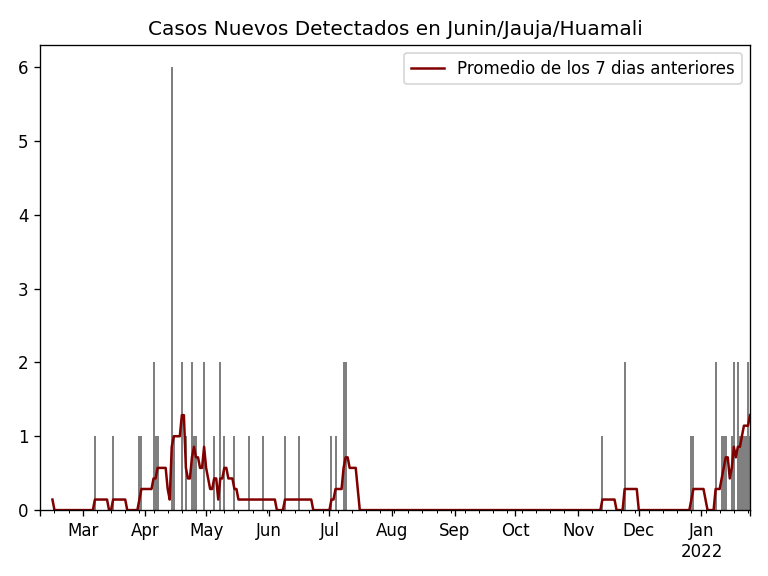 Casos Nuevos Detectados en Junin/Jauja/Huamali
Promedio de los 7 dias anteriores
6
5
4
3
2
1
0
Mar Apr May Jun Jul Aug Sep Oct Nov Dec Jan
2022